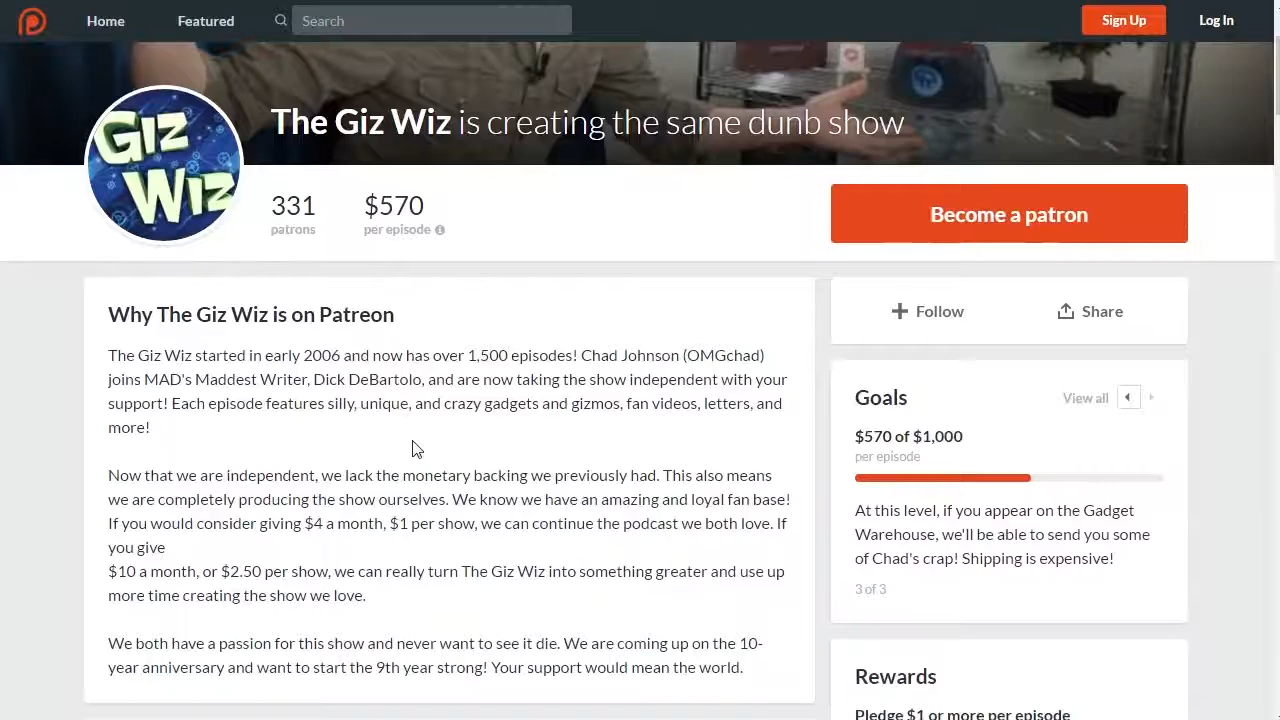 Home Featured Search Sign Up Log In
The Giz Wiz is creating the same dunb show
GIZ
WIZ
331
patrons
$570
per episode
Become a patron
Why The Giz Wiz is on Patreon
The Giz Wiz started in early 2006 and now has over 1,500 episodes! Chad Johnson (OMGchad)
joins MAD's Maddest Writer, Dick DeBartolo, and are now taking the show independent with your
support! Each episode features silly, unique, and crazy gadgets and gizmos, fan videos, letters, and
more!
Now that we are independent, we lack the monetary backing we previously had. This also means
we are completely producing the show ourselves. We know we have an amazing and loyal fan base!
If you would consider giving $4 a month, $1 per show, we can continue the podcast we both love. If
you give
$10 a month, or $2.50 per show, we can really turn The Giz Wiz into something greater and use up
more time creating the show we love.
We both have a passion for this show and never want to see it die. We are coming up on the 10-
year anniversary and want to start the 9th year strong! Your support would mean the world.
Follow Share
Goals View all
$570 of $1,000
per episode
At this level, if you appear on the Gadget
Warehouse, we'll be able to send you some
of Chad's crap! Shipping is expensive!
3 of 3
Rewards
Pledge $1 or more per episode